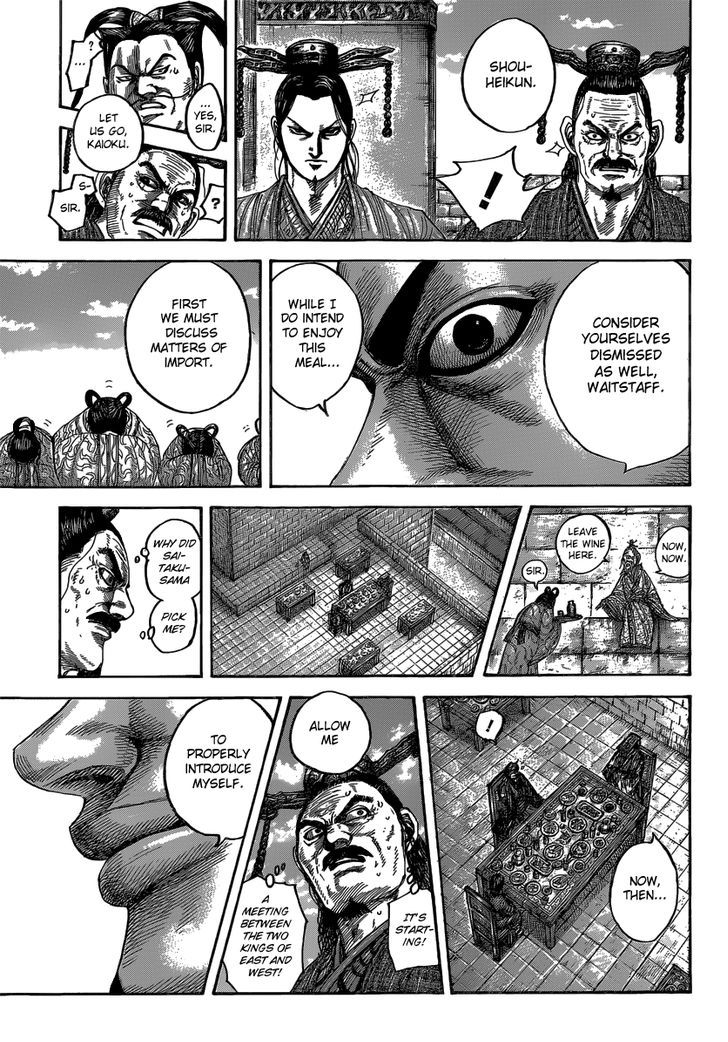 SHOU-
HEIKUN.
!
...
YES,
SIR.
...
?
LET
US GO,
KAIOKU.
?
S-
SIR.
CONSIDER
YOURSELVES
DISMISSED
AS WELL,
WAITSTAFF.
WHILE I
DO INTEND
TO ENJOY
THIS
MEAL...
FIRST
WE MUST
DISCUSS
MATTERS OF
IMPORT.
NOW,
NOW.
LEAVE
THE WINE
HERE.
SIR.
WHY DID
SAI-
TAKU-
SAMA
PICK
ME?
!
NOW,
THEN...
ALLOW
ME
IT'S
START-
ING!
A
MEETING
BETWEEN
THE TWO
KINGS OF
EAST AND
WEST!
TO
PROPERLY
INTRODUCE
MYSELF.